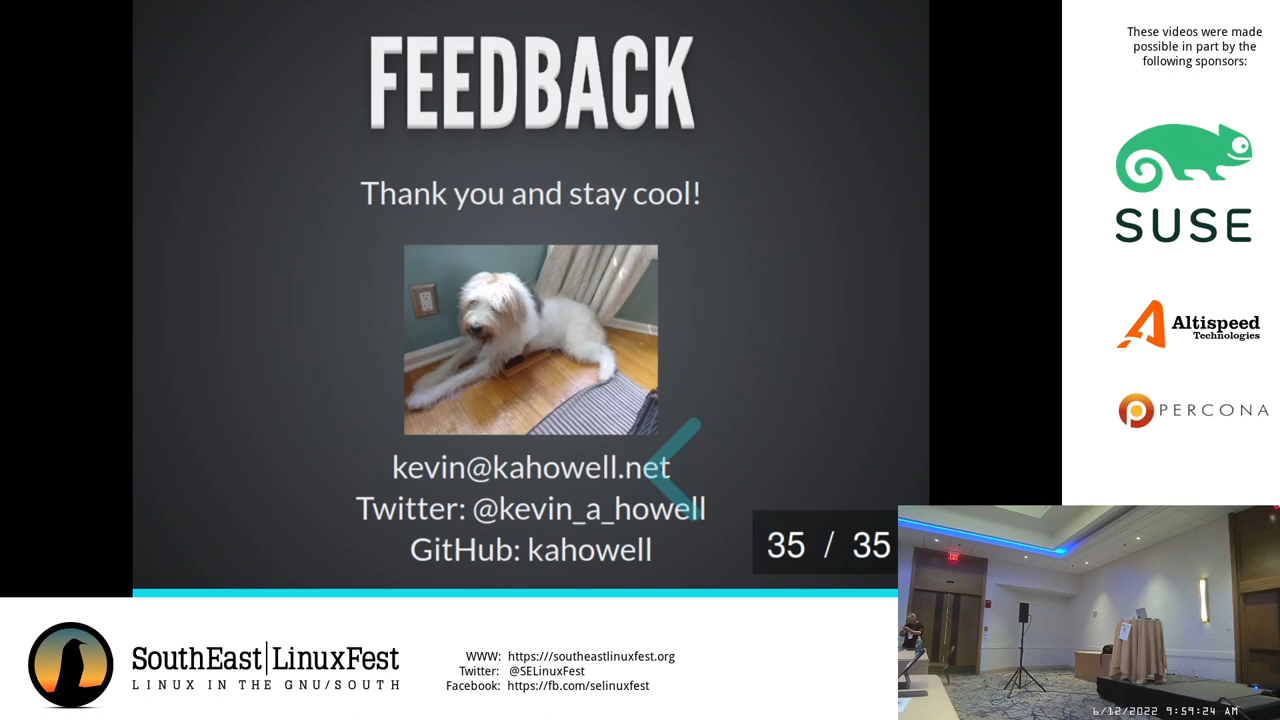 FEEDBACK
Thank you and stay cool!
kevin@kahowell.net
Twitter: @kevin_a_howell
GitHub: kahowell
35 / 35
These videos were made
possible in part by the
following sponsors:
SUSE
Altispeed
Technologies
PERCONA
SouthEast LinuxFest
LINUX IN THE GNU/SOUTH
WWW: https:///southeastlinuxfest.org
Twitter: @SELinuxFest
Facebook: https://fb.com/selinuxfest
EXIT
6/12/2022 9:59:24 AM